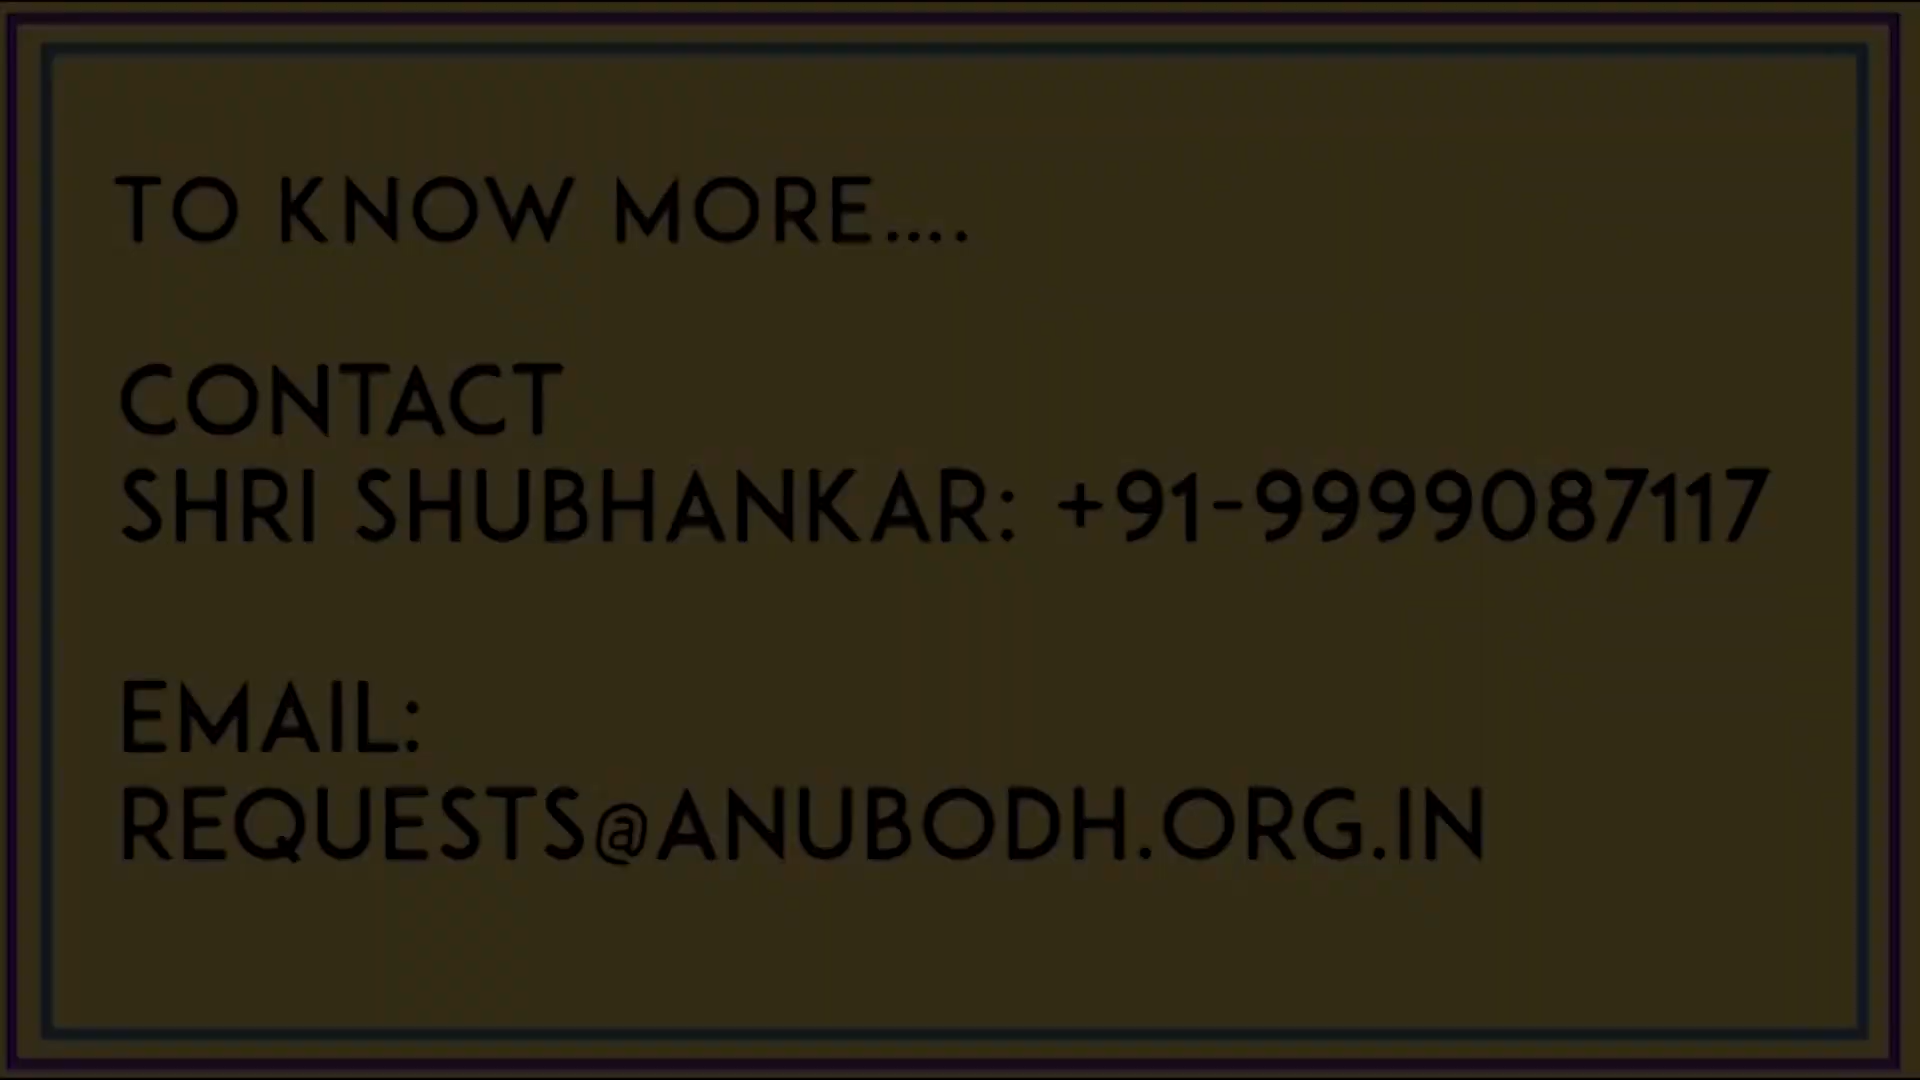 TO KNOW MORE....
CONTACT
SHRI SHUBHANKAR: +91-9999087117
EMAIL:
REQUESTS@ANUBODH.ORG.IN